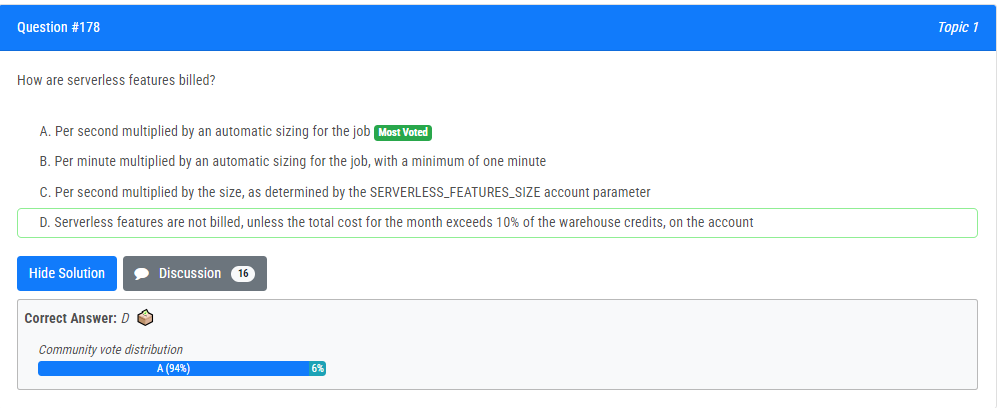 Question #178 Topic 1
How are serverless features billed?
A. Per second multiplied by an automatic sizing for the job Most Voted
B. Per minute multiplied by an automatic sizing for the job, with a minimum of one minute
C. Per second multiplied by the size, as determined by the SERVERLESS_FEATURES_SIZE account parameter
D. Serverless features are not billed, unless the total cost for the month exceeds 10% of the warehouse credits, on the account
Hide Solution Discussion 16
Correct Answer: D
Community vote distribution
A (94%) 6%